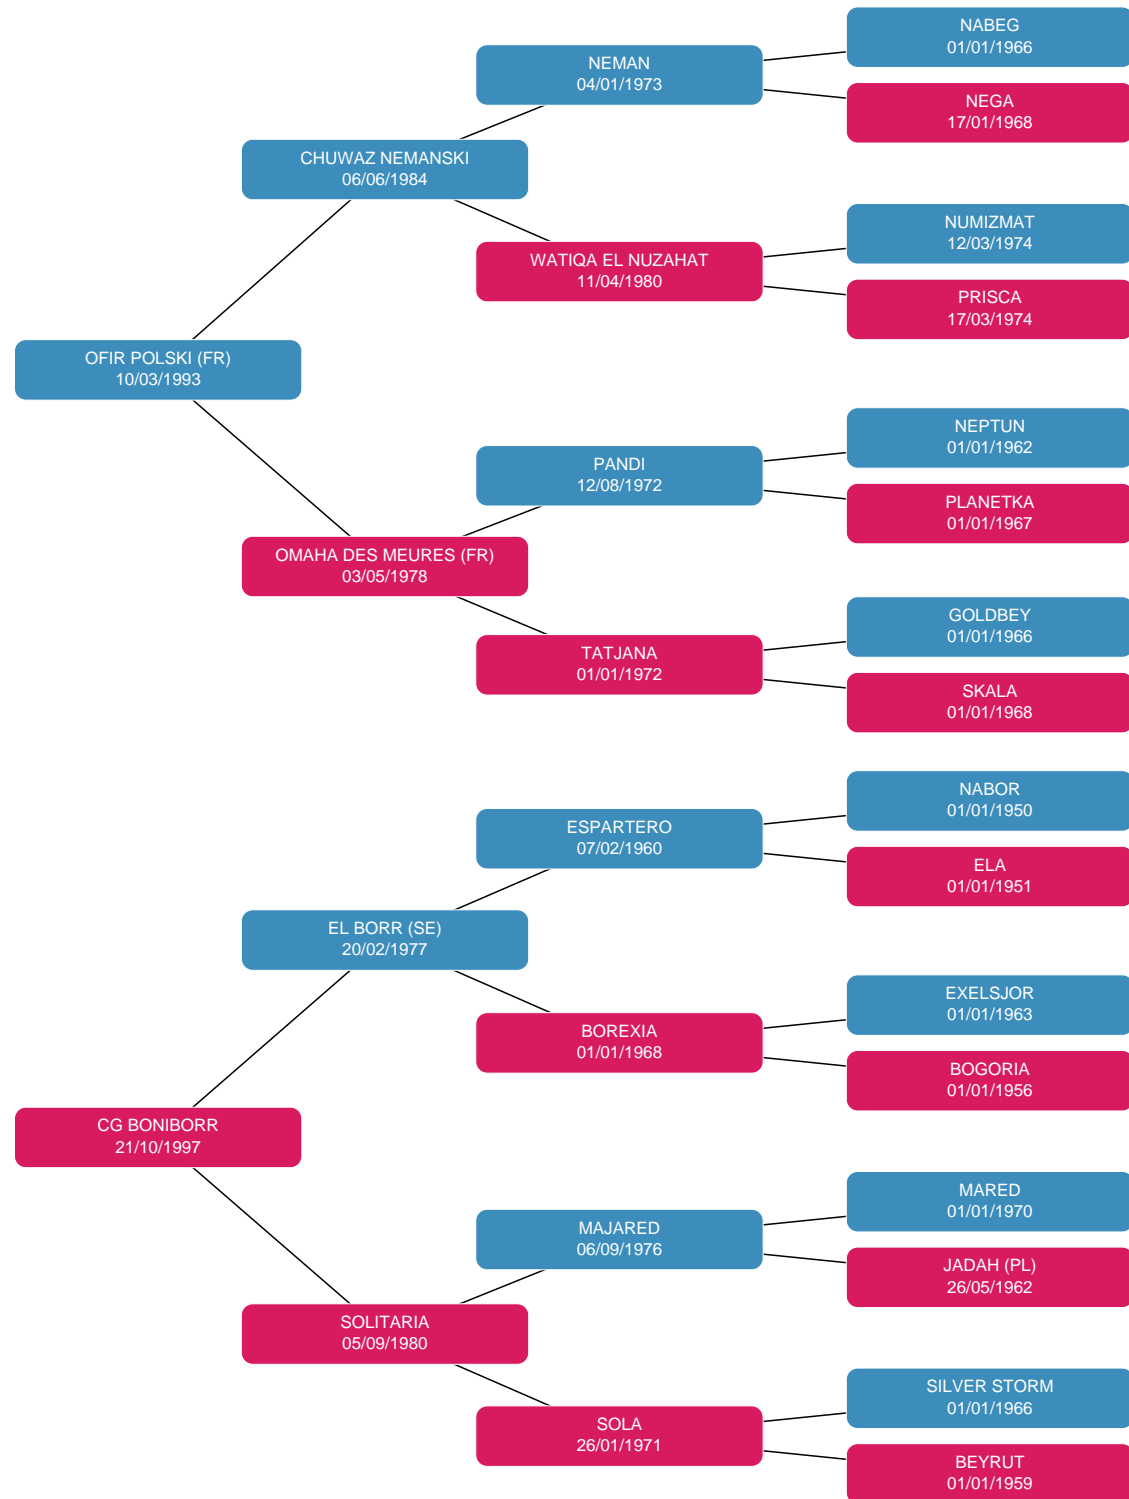 NABEG
01/01/1966
NEMAN
04/01/1973
NEGA
17/01/1968
CHUWAZ NEMANSKI
06/06/1984
NUMIZMAT
12/03/1974
WATIQA EL NUZAHAT
11/04/1980
PRISCA
17/03/1974
OFIR POLSKI (FR)
10/03/1993
NEPTUN
01/01/1962
PANDI
12/08/1972
PLANETKA
01/01/1967
OMAHA DES MEURES (FR)
03/05/1978
GOLDBEY
01/01/1966
TATJANA
01/01/1972
SKALA
01/01/1968
NABOR
01/01/1950
ESPARTERO
07/02/1960
ELA
01/01/1951
EL BORR (SE)
20/02/1977
EXELSJOR
01/01/1963
BOREXIA
01/01/1968
BOGORIA
01/01/1956
CG BONIBORR
21/10/1997
MARED
01/01/1970
MAJARED
06/09/1976
JADAH (PL)
26/05/1962
SOLITARIA
05/09/1980
SILVER STORM
01/01/1966
SOLA
26/01/1971
BEYRUT
01/01/1959